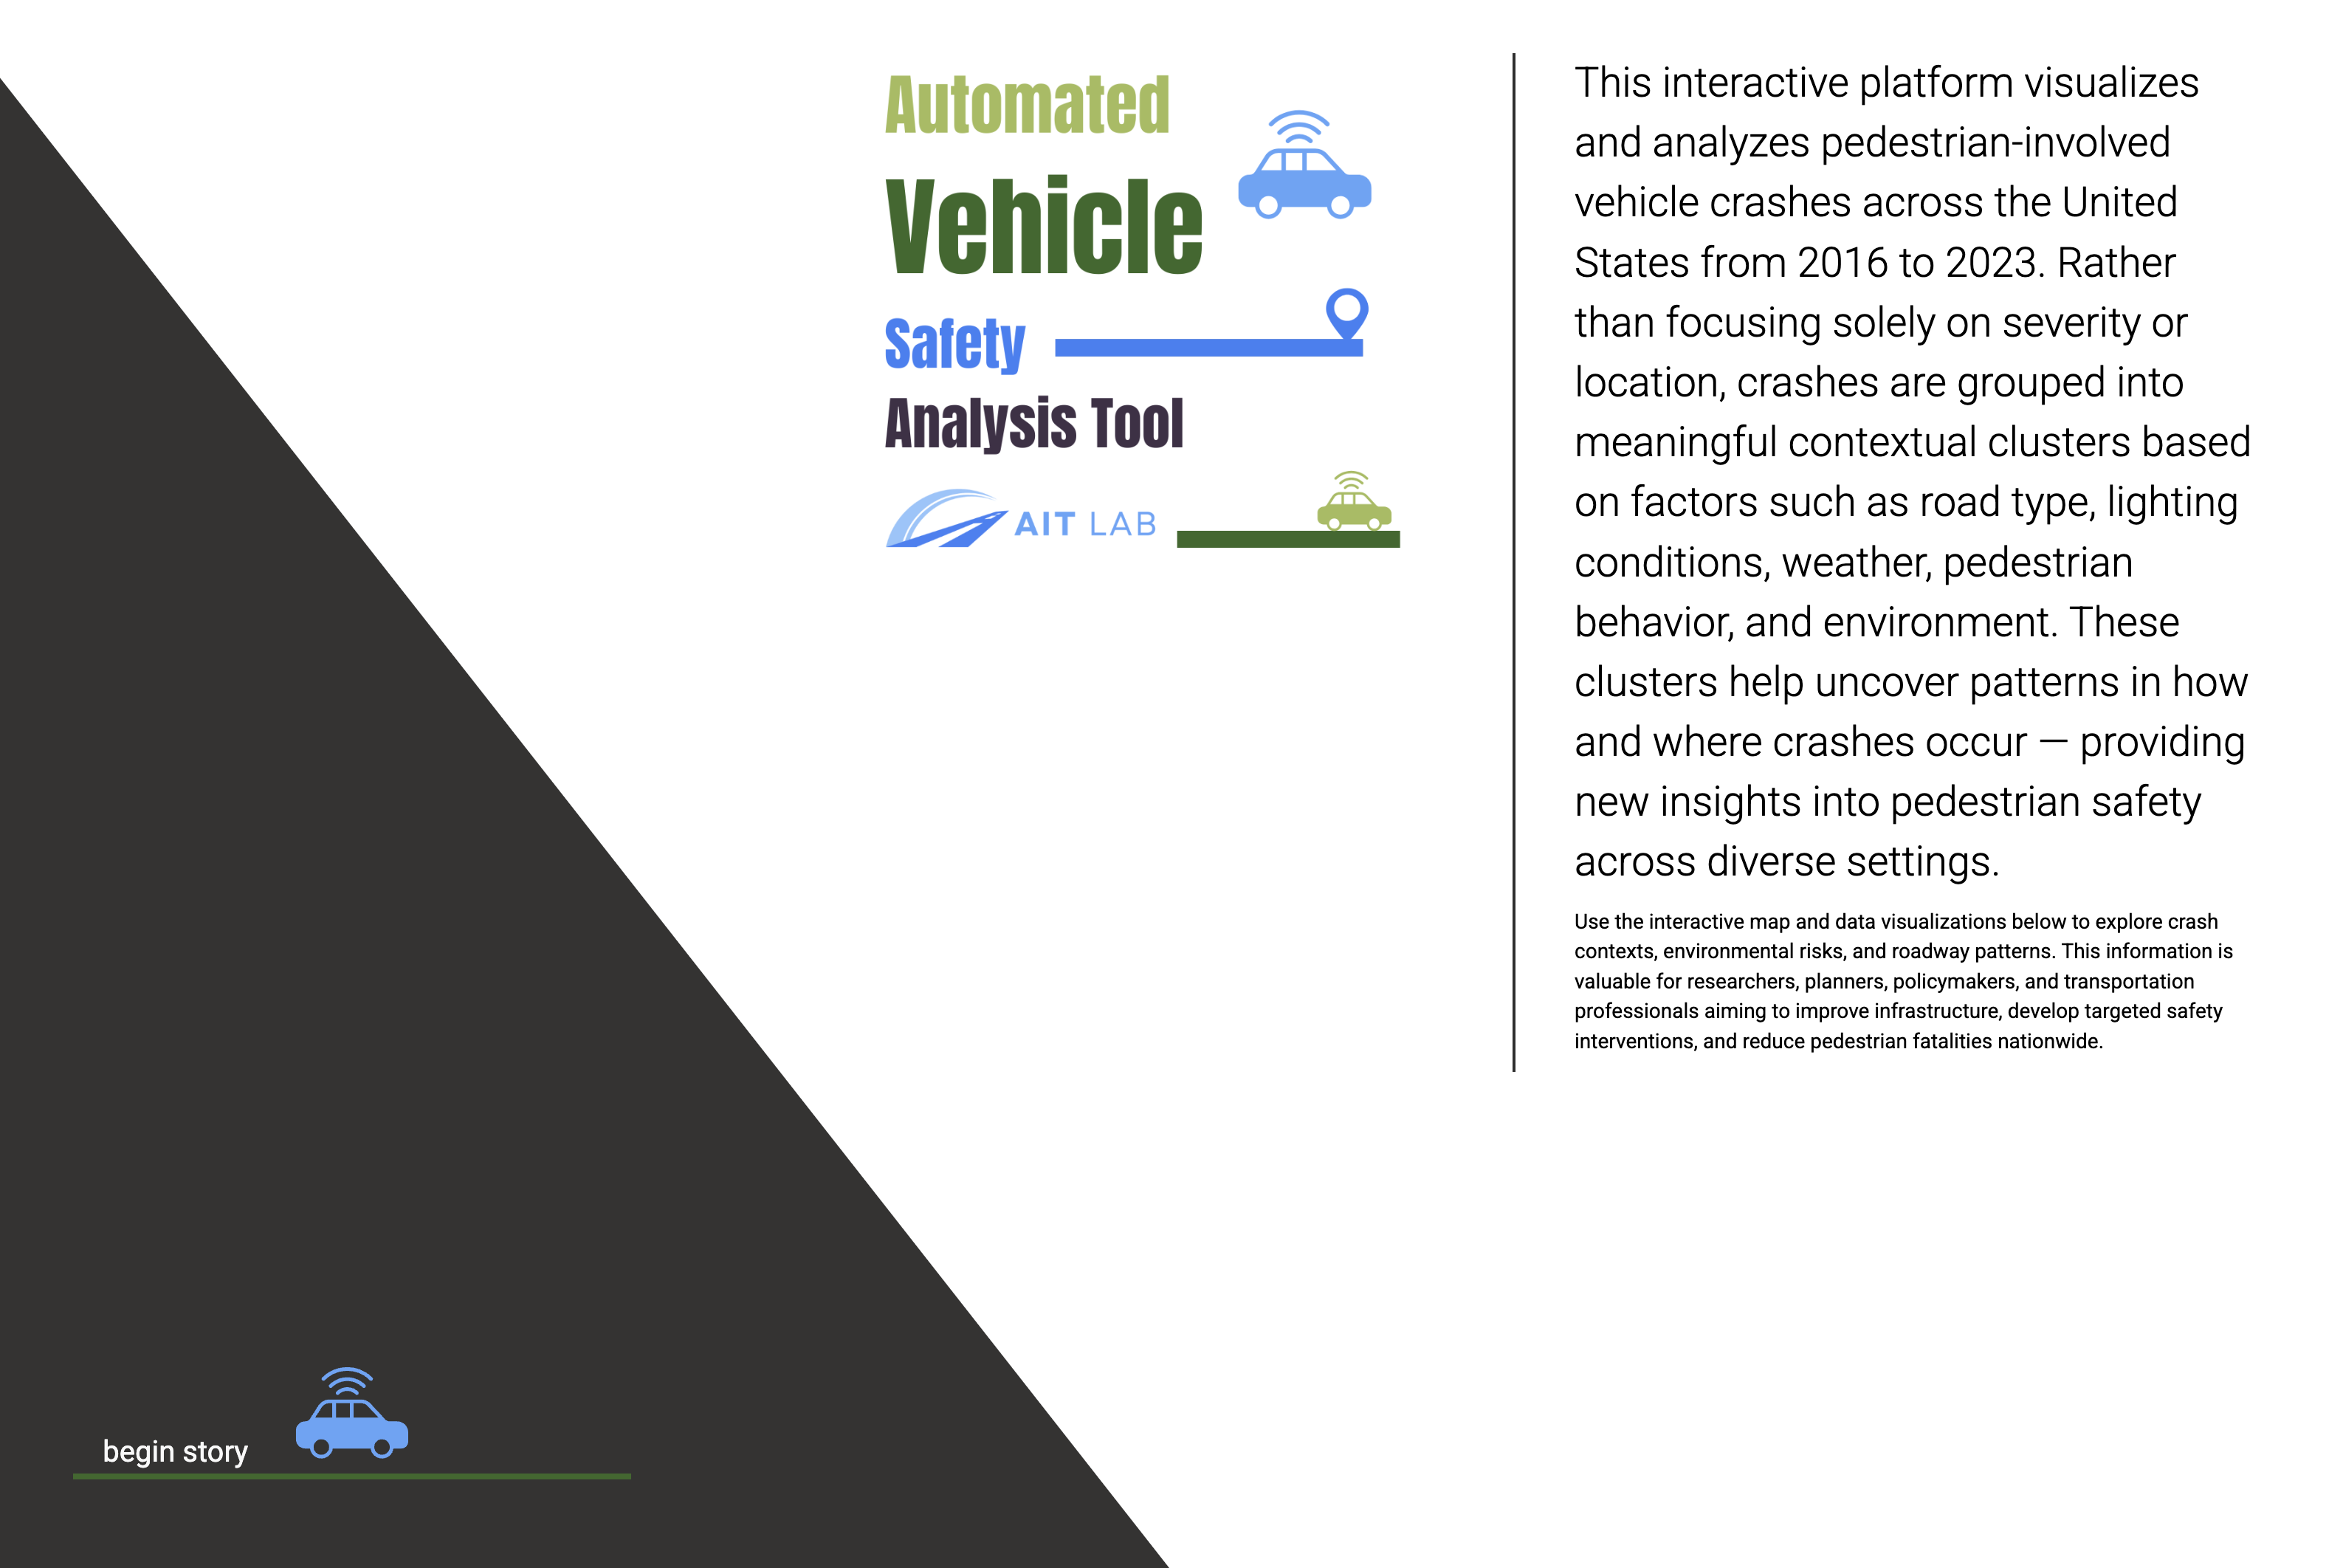 Automated
Vehicle
Safety
Analysis Tool
AIT LAB
This interactive platform visualizes
and analyzes pedestrian-involved
vehicle crashes across the United
States from 2016 to 2023. Rather
than focusing solely on severity or
location, crashes are grouped into
meaningful contextual clusters based
on factors such as road type, lighting
conditions, weather, pedestrian
behavior, and environment. These
clusters help uncover patterns in how
and where crashes occur — providing
new insights into pedestrian safety
across diverse settings.
Use the interactive map and data visualizations below to explore crash
contexts, environmental risks, and roadway patterns. This information is
valuable for researchers, planners, policymakers, and transportation
professionals aiming to improve infrastructure, develop targeted safety
interventions, and reduce pedestrian fatalities nationwide.
begin story